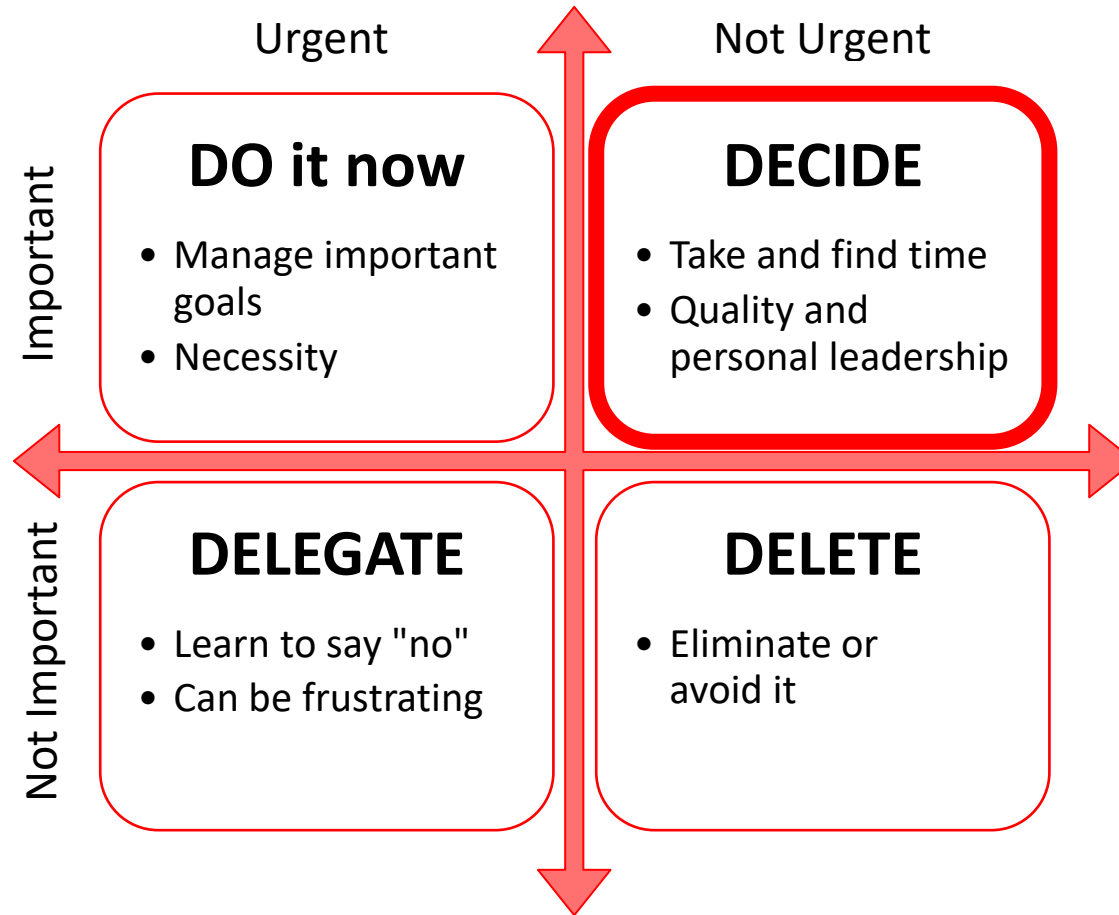 Urgent
Not Urgent
Important
DO it now
• Manage important
goals
• Necessity
DECIDE
• Take and find time
• Quality and
personal leadership
Not Important
DELEGATE
• Learn to say "no"
• Can be frustrating
DELETE
• Eliminate or
avoid it